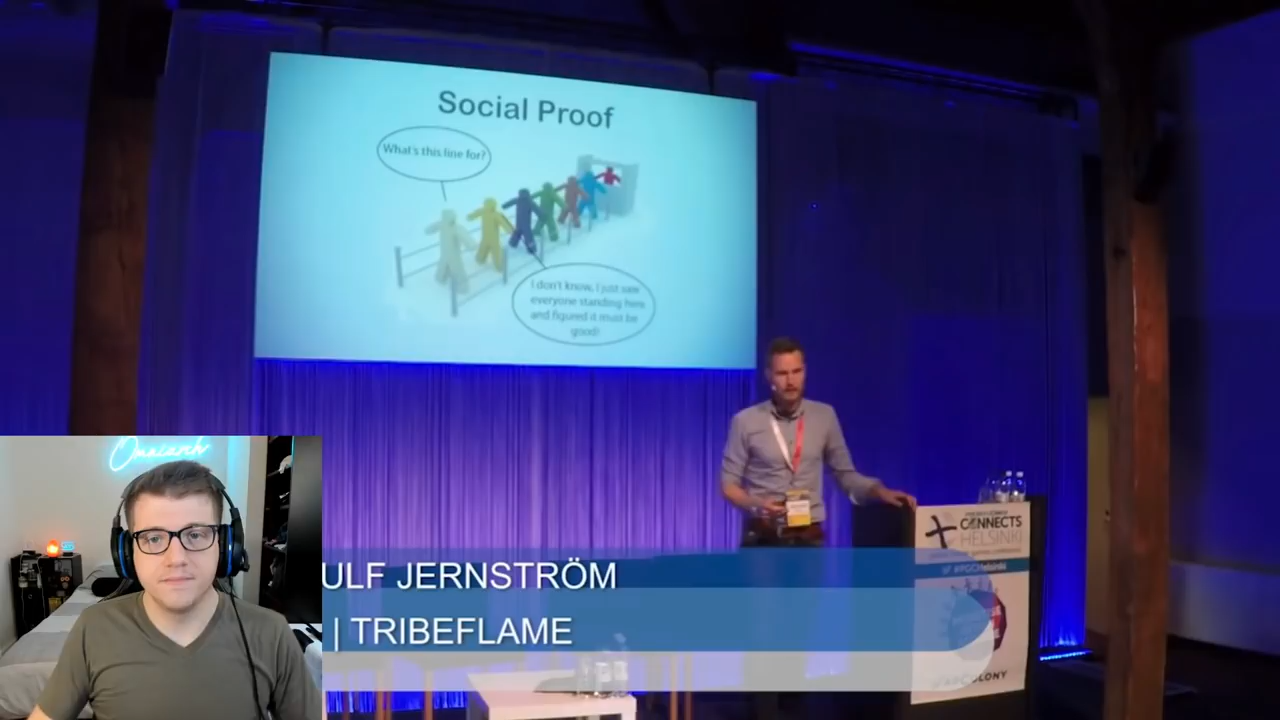 Social Proof
What's this line for?
I don't know, I just saw
everyone standing here
and figured it must be
good!
Omaiarch
CONNECTS
HELSINKI
ULF JERNSTRÖM
| TRIBEFLAME